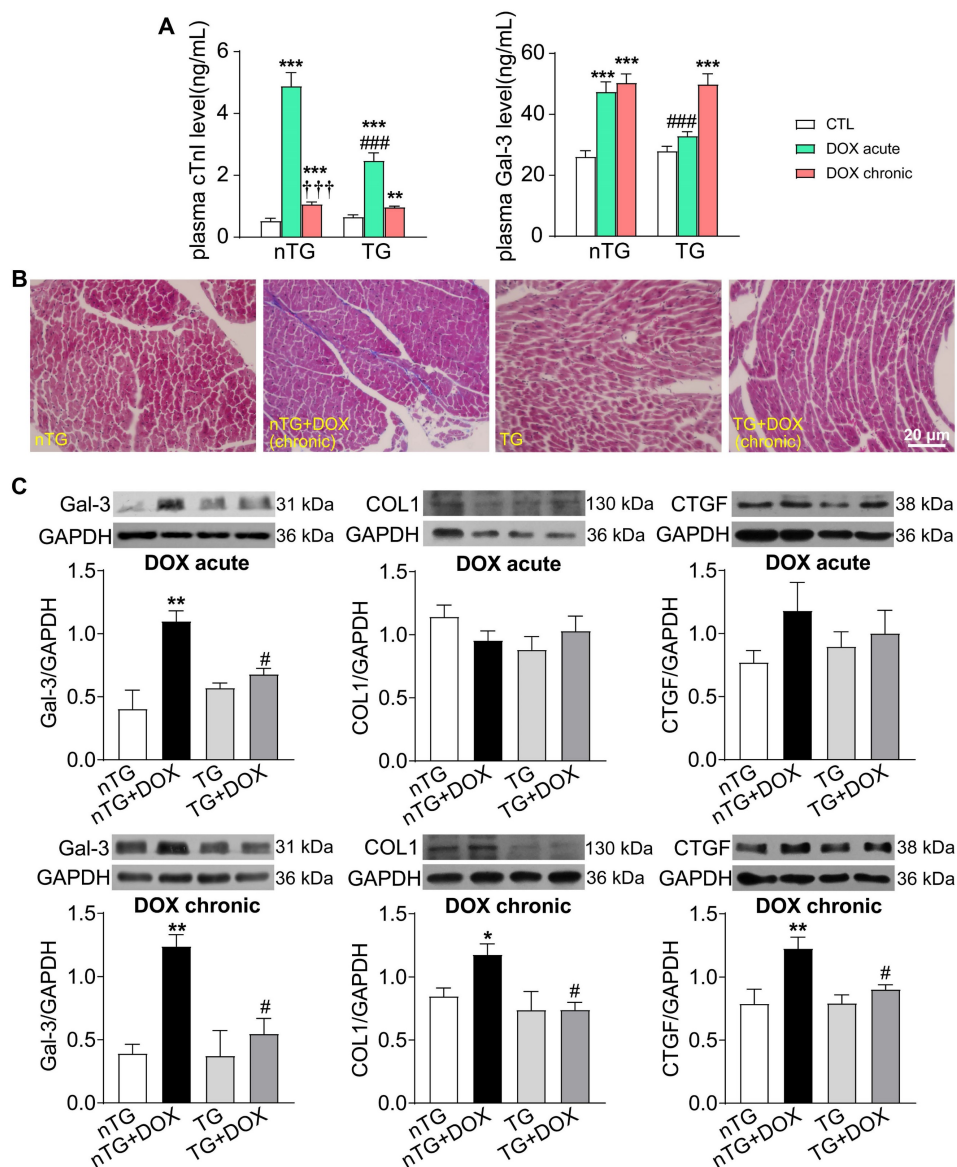 A
plasma cTnI level(ng/mL)
6
4
2
0
***
***
†††
***
###
**
nTG
TG
plasma Gal-3 level(ng/mL)
60
40
20
0
***
***
###
***
nTG
TG
CTL
DOX acute
DOX chronic
B
nTG
nTG+DOX
(chronic)
TG
TG+DOX
(chronic)
20 µm
C
Gal-3
31 kDa
GAPDH
36 kDa
DOX acute
Gal-3/GAPDH
1.5
1.0
0.5
0.0
**
#
nTG
nTG+DOX
TG
TG+DOX
COL1
130 kDa
GAPDH
36 kDa
DOX acute
COL1/GAPDH
1.5
1.0
0.5
0.0
nTG
nTG+DOX
TG
TG+DOX
CTGF
38 kDa
GAPDH
36 kDa
DOX acute
CTGF/GAPDH
1.5
1.0
0.5
0.0
nTG
nTG+DOX
TG
TG+DOX
Gal-3
31 kDa
GAPDH
36 kDa
DOX chronic
Gal-3/GAPDH
1.5
1.0
0.5
0.0
**
#
nTG
nTG+DOX
TG
TG+DOX
COL1
130 kDa
GAPDH
36 kDa
DOX chronic
COL1/GAPDH
1.5
1.0
0.5
0.0
*
#
nTG
nTG+DOX
TG
TG+DOX
CTGF
38 kDa
GAPDH
36 kDa
DOX chronic
CTGF/GAPDH
1.5
1.0
0.5
0.0
**
#
nTG
nTG+DOX
TG
TG+DOX